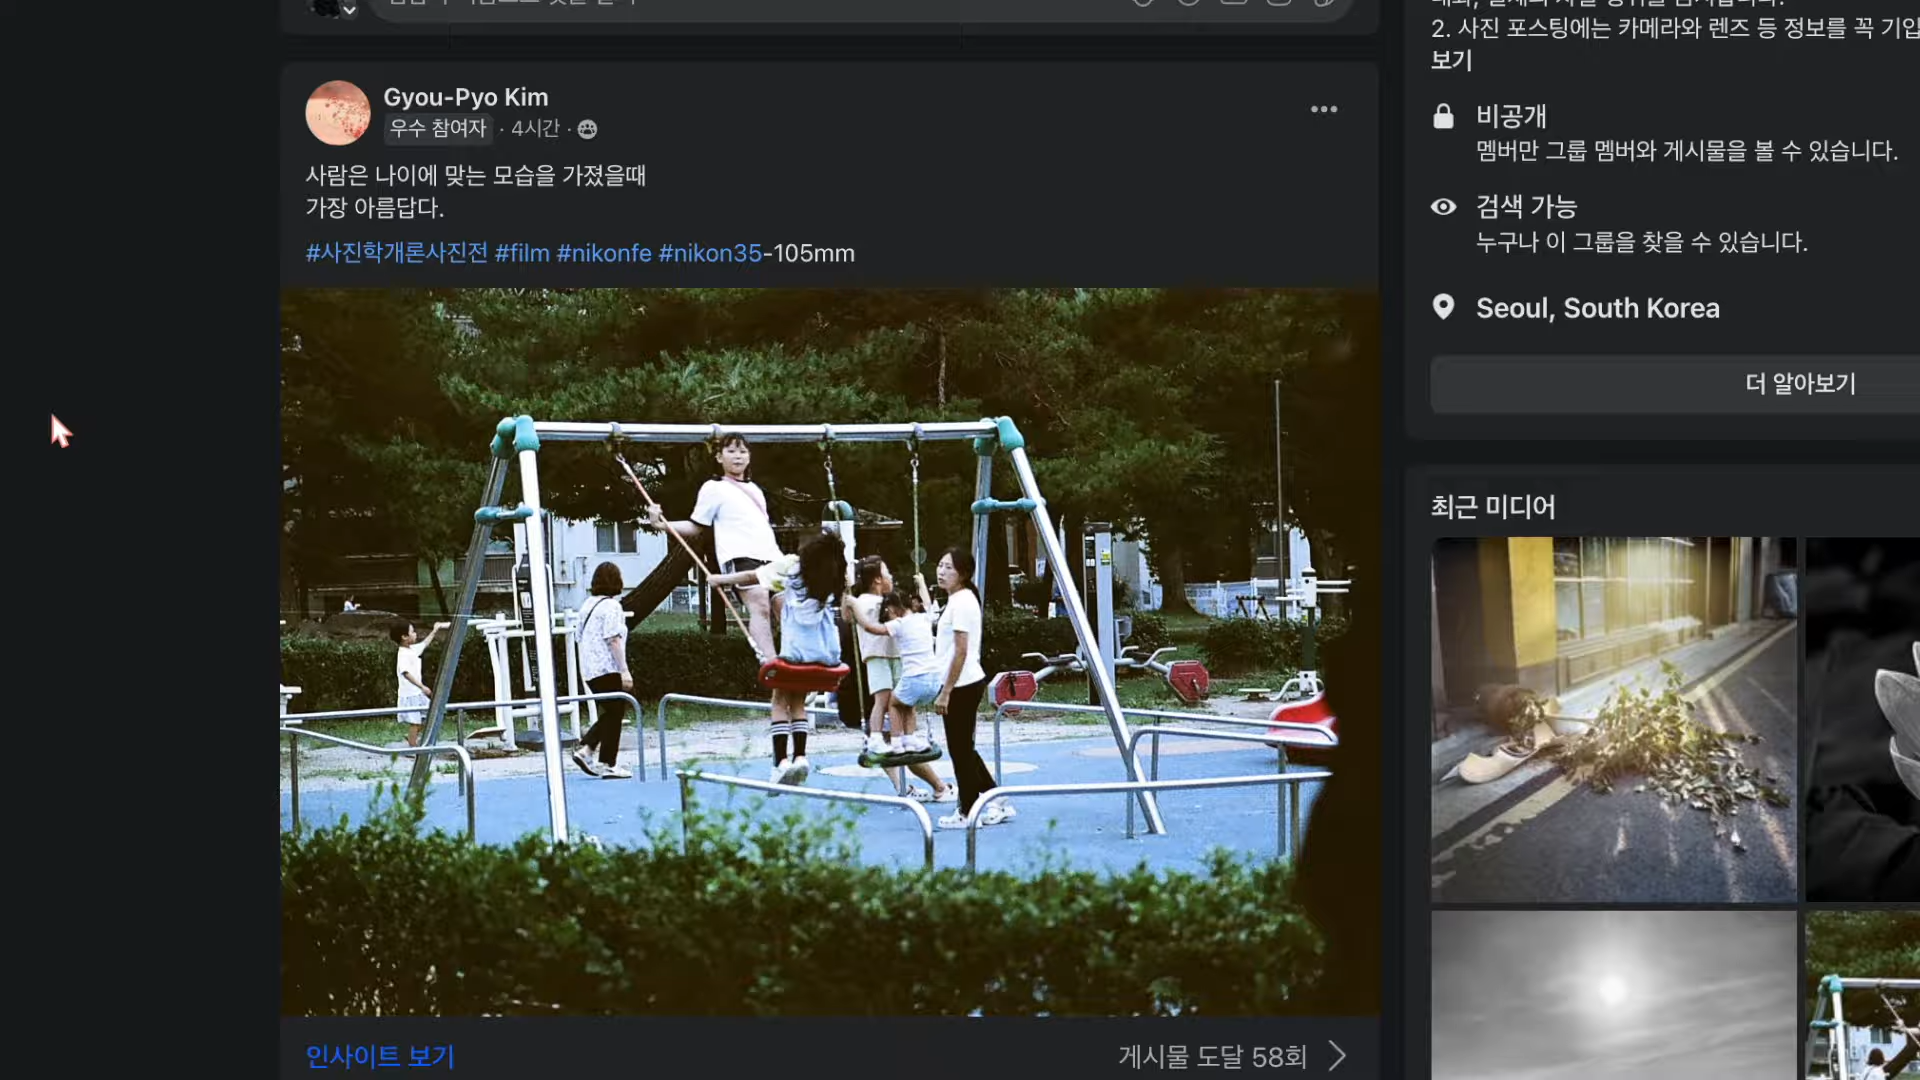 2. 사진 포스팅에는 카메라와 렌즈 등 정보를 꼭 기입
보기
Gyou-Pyo Kim
우수 참여자 · 4시간 ·
사람은 나이에 맞는 모습을 가졌을때
가장 아름답다.
#사진학개론사진전 #film #nikonfe #nikon35-105mm
인사이트 보기
게시물 도달 58회
비공개
멤버만 그룹 멤버와 게시물을 볼 수 있습니다.
검색 가능
누구나 이 그룹을 찾을 수 있습니다.
Seoul, South Korea
더 알아보기
최근 미디어